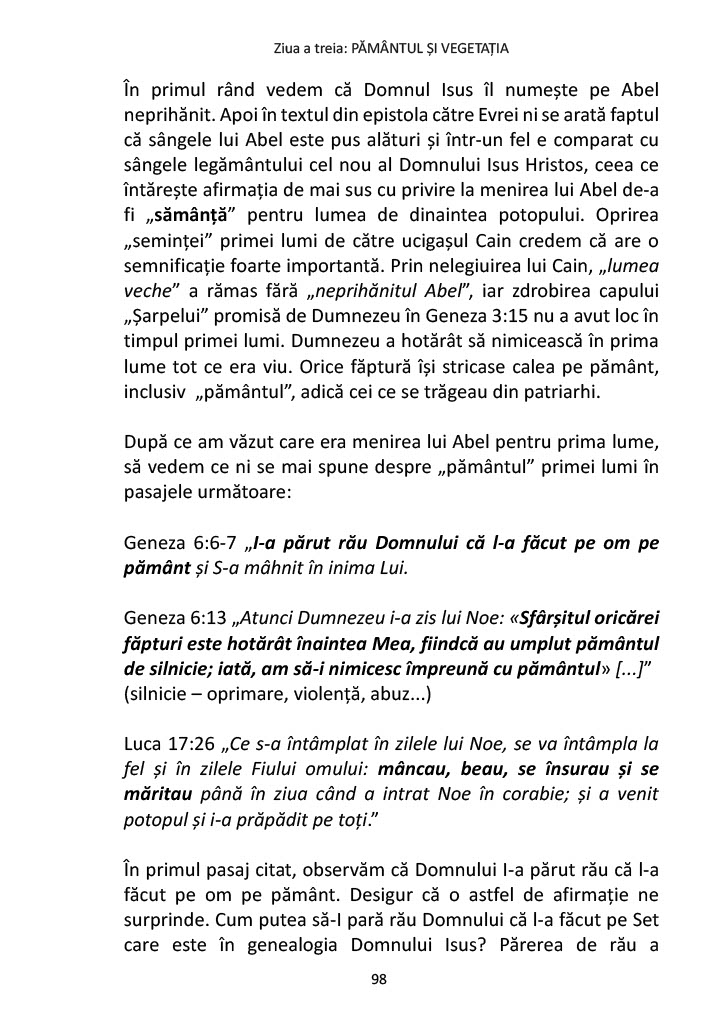 Ziua a treia: PĂMÂNTUL ȘI VEGETAȚIA
În primul rând vedem că Domnul Isus îl numește pe Abel
neprihănit. Apoi în textul din epistola către Evrei ni se arată faptul
că sângele lui Abel este pus alături și într-un fel e comparat cu
sângele legământului cel nou al Domnului Isus Hristos, ceea ce
întărește afirmația de mai sus cu privire la menirea lui Abel de-a
fi „sămânță” pentru lumea de dinaintea potopului. Oprirea
„seminței” primei lumi de către ucigașul Cain credem că are o
semnificație foarte importantă. Prin nelegiuirea lui Cain, „lumea
veche” a rămas fără „neprihănitul Abel”, iar zdrobirea capului
„Șarpelui” promisă de Dumnezeu în Geneza 3:15 nu a avut loc în
timpul primei lumi. Dumnezeu a hotărât să nimicească în prima
lume tot ce era viu. Orice făptură își stricase calea pe pământ,
inclusiv „pământul”, adică cei ce se trăgeau din patriarhi.
După ce am văzut care era menirea lui Abel pentru prima lume,
să vedem ce ni se mai spune despre „pământul” primei lumi în
pasajele următoare:
Geneza 6:6-7 „I-a părut rău Domnului că l-a făcut pe om pe
pământ și S-a mâhnit în inima Lui.
Geneza 6:13 „Atunci Dumnezeu i-a zis lui Noe: «Sfârșitul oricărei
făpturi este hotărât înaintea Mea, fiindcă au umplut pământul
de silnicie; iată, am să-i nimicesc împreună cu pământul» [...]”
(silnicie – oprimare, violență, abuz...)
Luca 17:26 „Ce s-a întâmplat în zilele lui Noe, se va întâmpla la
fel și în zilele Fiului omului: mâncau, beau, se însurau și se
măritau până în ziua când a intrat Noe în corabie; și a venit
potopul și i-a prăpădit pe toți.”
În primul pasaj citat, observăm că Domnului I-a părut rău că l-a
făcut pe om pe pământ. Desigur că o astfel de afirmație ne
surprinde. Cum putea să-I pară rău Domnului că l-a făcut pe Set
care este în genealogia Domnului Isus? Părerea de rău a
98